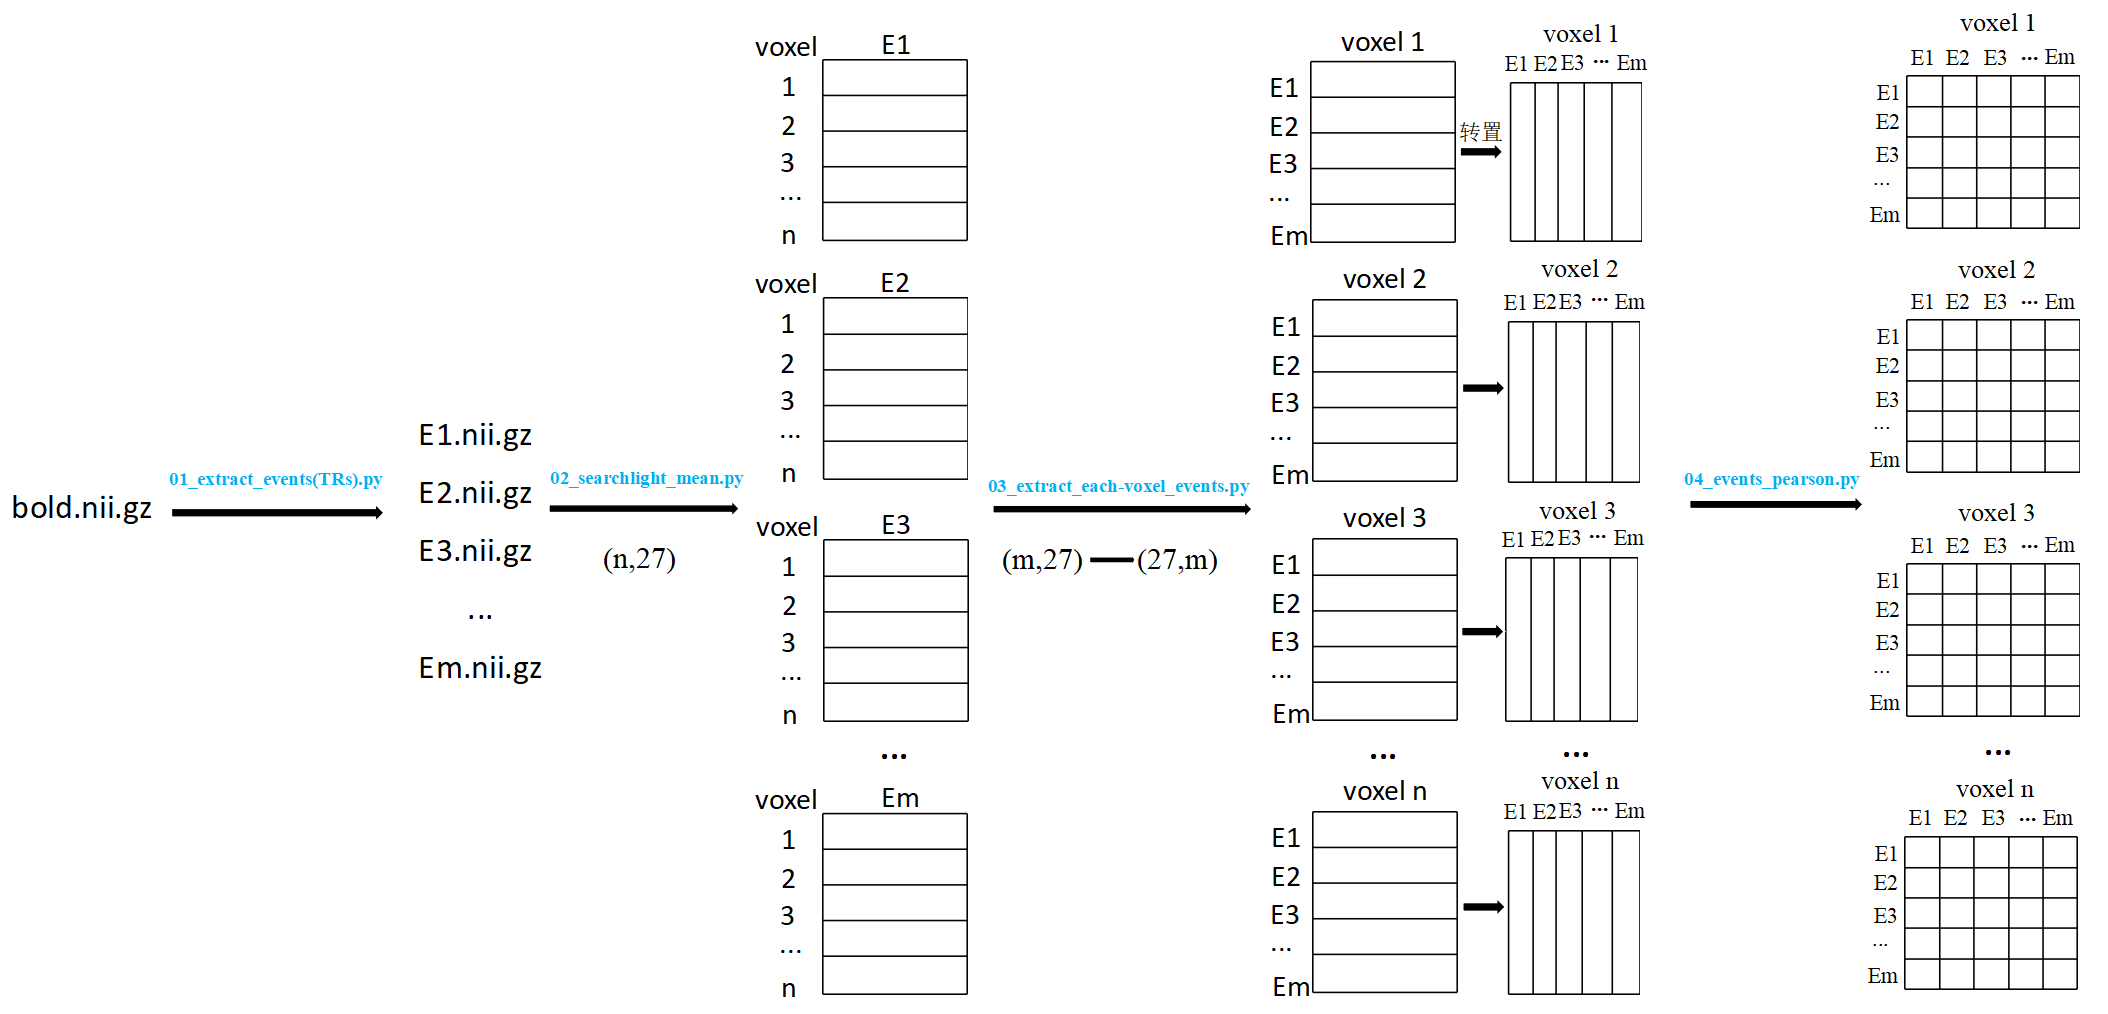 bold.nii.gz
01_extract_events(TRs).py
E1.nii.gz
E2.nii.gz
E3.nii.gz
...
Em.nii.gz
02_searchlight_mean.py
(n,27)
voxel E1
1
2
3
...
n
voxel E2
1
2
3
...
n
voxel E3
1
2
3
...
n
...
voxel Em
1
2
3
...
n
03_extract_each-voxel_events.py
(m,27) (27,m)
voxel 1
E1
E2
E3
...
Em
转置
voxel 1
E1 E2 E3 ... Em
voxel 2
E1
E2
E3
...
Em
voxel 2
E1 E2 E3 ... Em
voxel 3
E1
E2
E3
...
Em
voxel 3
E1 E2 E3 ... Em
...
...
voxel n
E1
E2
E3
...
Em
voxel n
E1 E2 E3 ... Em
04_events_pearson.py
voxel 1
E1 E2 E3 ... Em
E1
E2
E3
...
Em
voxel 2
E1 E2 E3 ... Em
E1
E2
E3
...
Em
voxel 3
E1 E2 E3 ... Em
E1
E2
E3
...
Em
...
voxel n
E1 E2 E3 ... Em
E1
E2
E3
...
Em